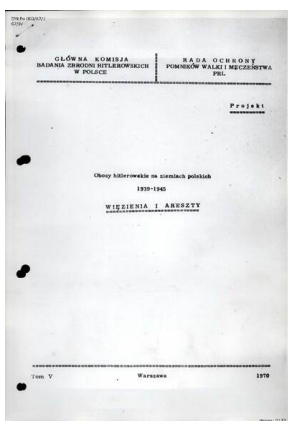 GŁÓWNA KOMISJA
BADANIA ZBRODNI HITLEROWSKICH
W POLSCE
RADA OCHRONY
POMNIKÓW WALKI I MĘCZEŃSTWA
PRL
Projekt
Obozy hitlerowskie na ziemiach polskich
1939-1945
WIĘZIENIA I ARESZTY
Tom V
Warszawa
1970